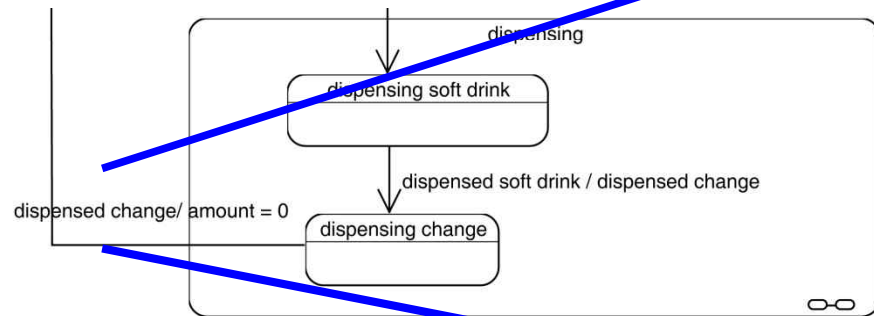 dispensing
dispensing soft drink
dispensed soft drink / dispensed change
dispensed change/ amount = 0
dispensing change